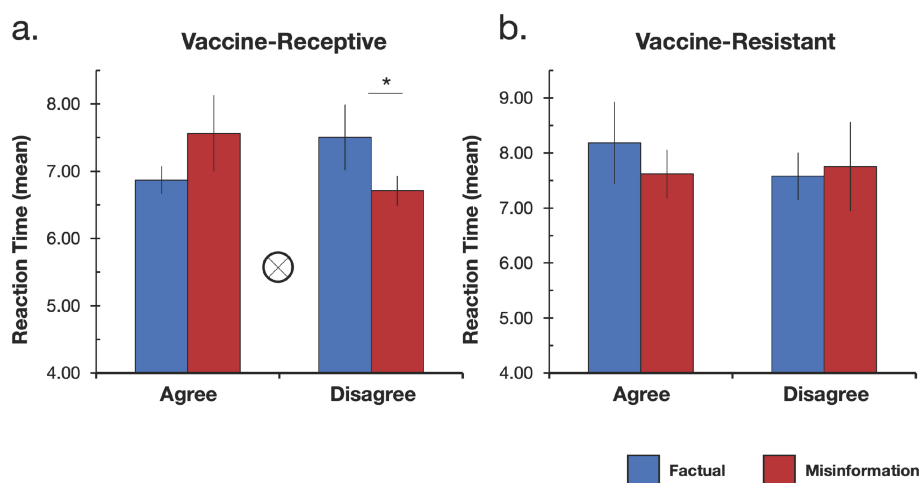 a.
Vaccine-Receptive
Reaction Time (mean)
8.00
7.00
6.00
5.00
4.00
*
Agree
Disagree
b.
Vaccine-Resistant
Reaction Time (mean)
9.00
8.00
7.00
6.00
5.00
4.00
Agree
Disagree
Factual
Misinformation